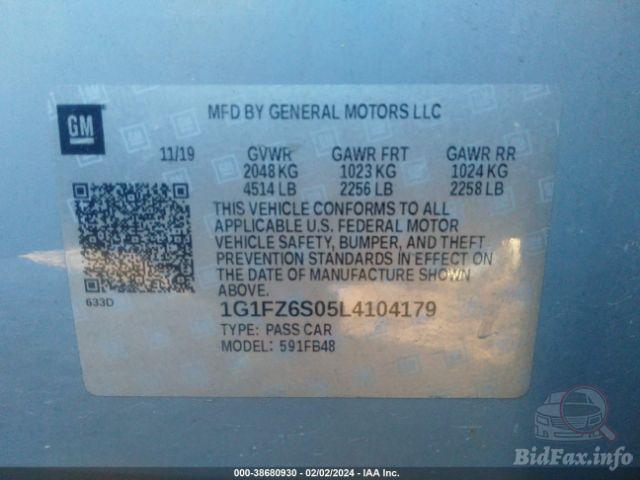 GM
MFD BY GENERAL MOTORS LLC
11/19 GVWR GAWR FRT GAWR RR
2048 KG 1023 KG 1024 KG
4514 LB 2256 LB 2258 LB
THIS VEHICLE CONFORMS TO ALL
APPLICABLE U.S. FEDERAL MOTOR
VEHICLE SAFETY, BUMPER, AND THEFT
PREVENTION STANDARDS IN EFFECT ON
THE DATE OF MANUFACTURE SHOWN
ABOVE.
633D
1G1FZ6S05L4104179
TYPE: PASS CAR
MODEL: 591FB48
BidFax.info
000-38680930 - 02/02/2024 - IAA Inc.